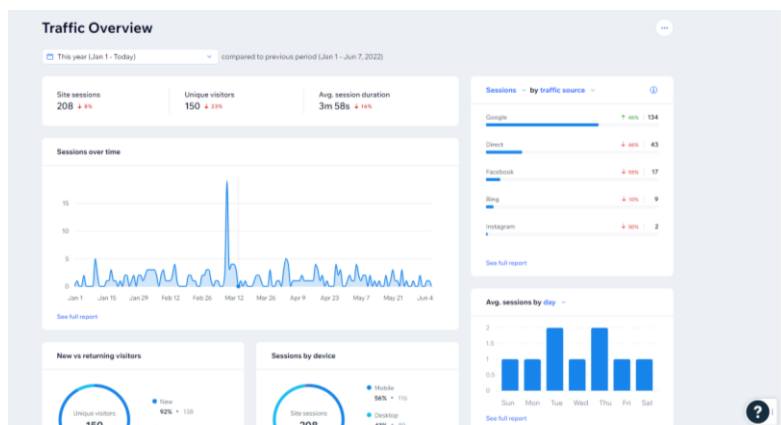 Traffic Overview
This year (Jan 1 - Today)
compared to previous period (Jan 1 - Jun 7, 2022)
Site sessions
208 ↓ 8%
Unique visitors
150 ↓ 23%
Avg. session duration
3m 58s ↓ 16%
Sessions by traffic source
Google ↑ 46% 134
Direct ↓ 46% 43
Facebook 17
Bing ↓ 10% 9
Instagram 2
See full report
Sessions over time
15
10
5
0
Jan 1 Jan 15 Jan 29 Feb 12 Feb 26 Mar 12 Mar 26 Apr 9 Apr 23 May 7 May 21 Jun 4
See full report
Avg. sessions by day
2
1.5
1
0.5
0
Sun Mon Tue Wed Thu Fri Sat
See full report
New vs returning visitors
Unique visitors
150
New
92% • 138
Sessions by device
Site sessions
208
Mobile
56% • 116
Desktop
?